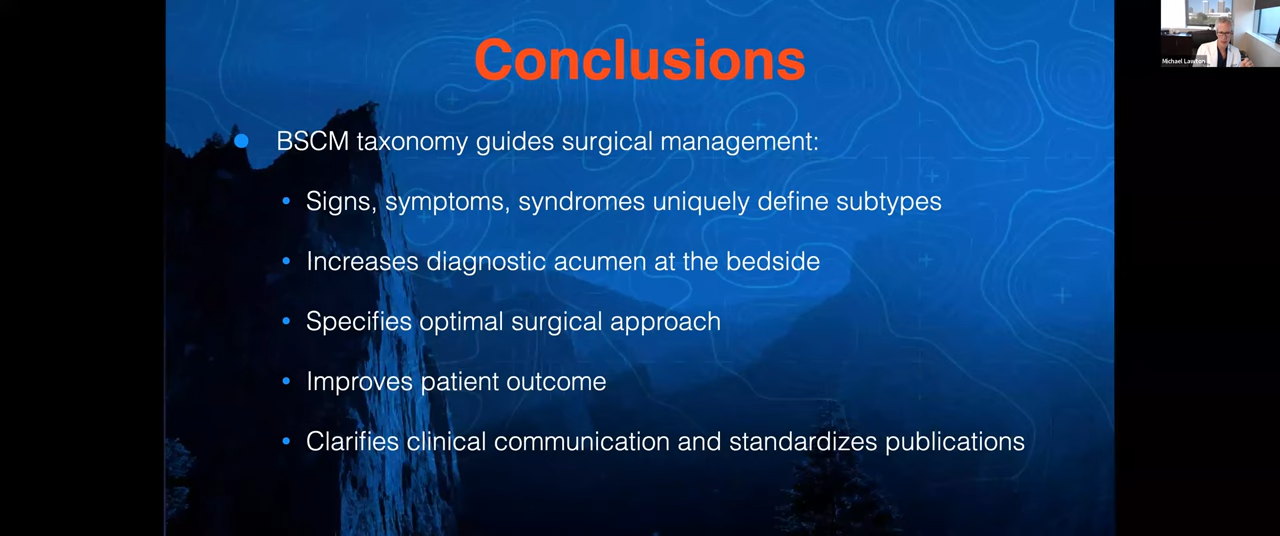 Conclusions
Michael Lawton
BSCM taxonomy guides surgical management:
Signs, symptoms, syndromes uniquely define subtypes
Increases diagnostic acumen at the bedside
Specifies optimal surgical approach
Improves patient outcome
Clarifies clinical communication and standardizes publications